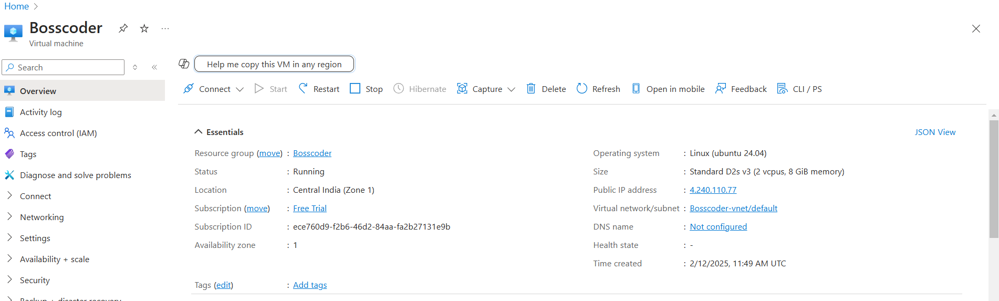 Home >
Bosscoder
Virtual machine
Search
Help me copy this VM in any region
Connect Start Restart Stop Hibernate Capture Delete Refresh Open in mobile Feedback CLI / PS
Overview
Activity log
Access control (IAM)
Tags
Diagnose and solve problems
Connect
Networking
Settings
Availability + scale
Security
Backup + disaster recovery
Essentials
JSON View
Resource group (move) : Bosscoder
Status : Running
Location : Central India (Zone 1)
Subscription (move) : Free Trial
Subscription ID : ece760d9-f2b6-46d2-84aa-fa2b27131e9b
Availability zone : 1
Operating system : Linux (ubuntu 24.04)
Size : Standard D2s v3 (2 vcpus, 8 GiB memory)
Public IP address : 4.240.110.77
Virtual network/subnet : Bosscoder-vnet/default
DNS name : Not configured
Health state : -
Time created : 2/12/2025, 11:49 AM UTC
Tags (edit) : Add tags